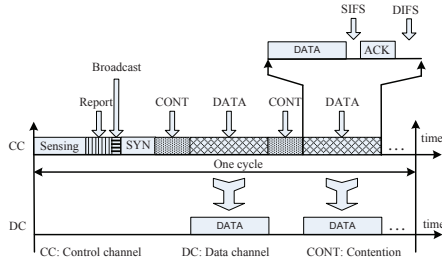 SIFS DIFS
DATA ACK
Broadcast
Report CONT DATA CONT DATA
CC Sensing SYN ... time
One cycle
DC DATA DATA ... time
CC: Control channel DC: Data channel CONT: Contention